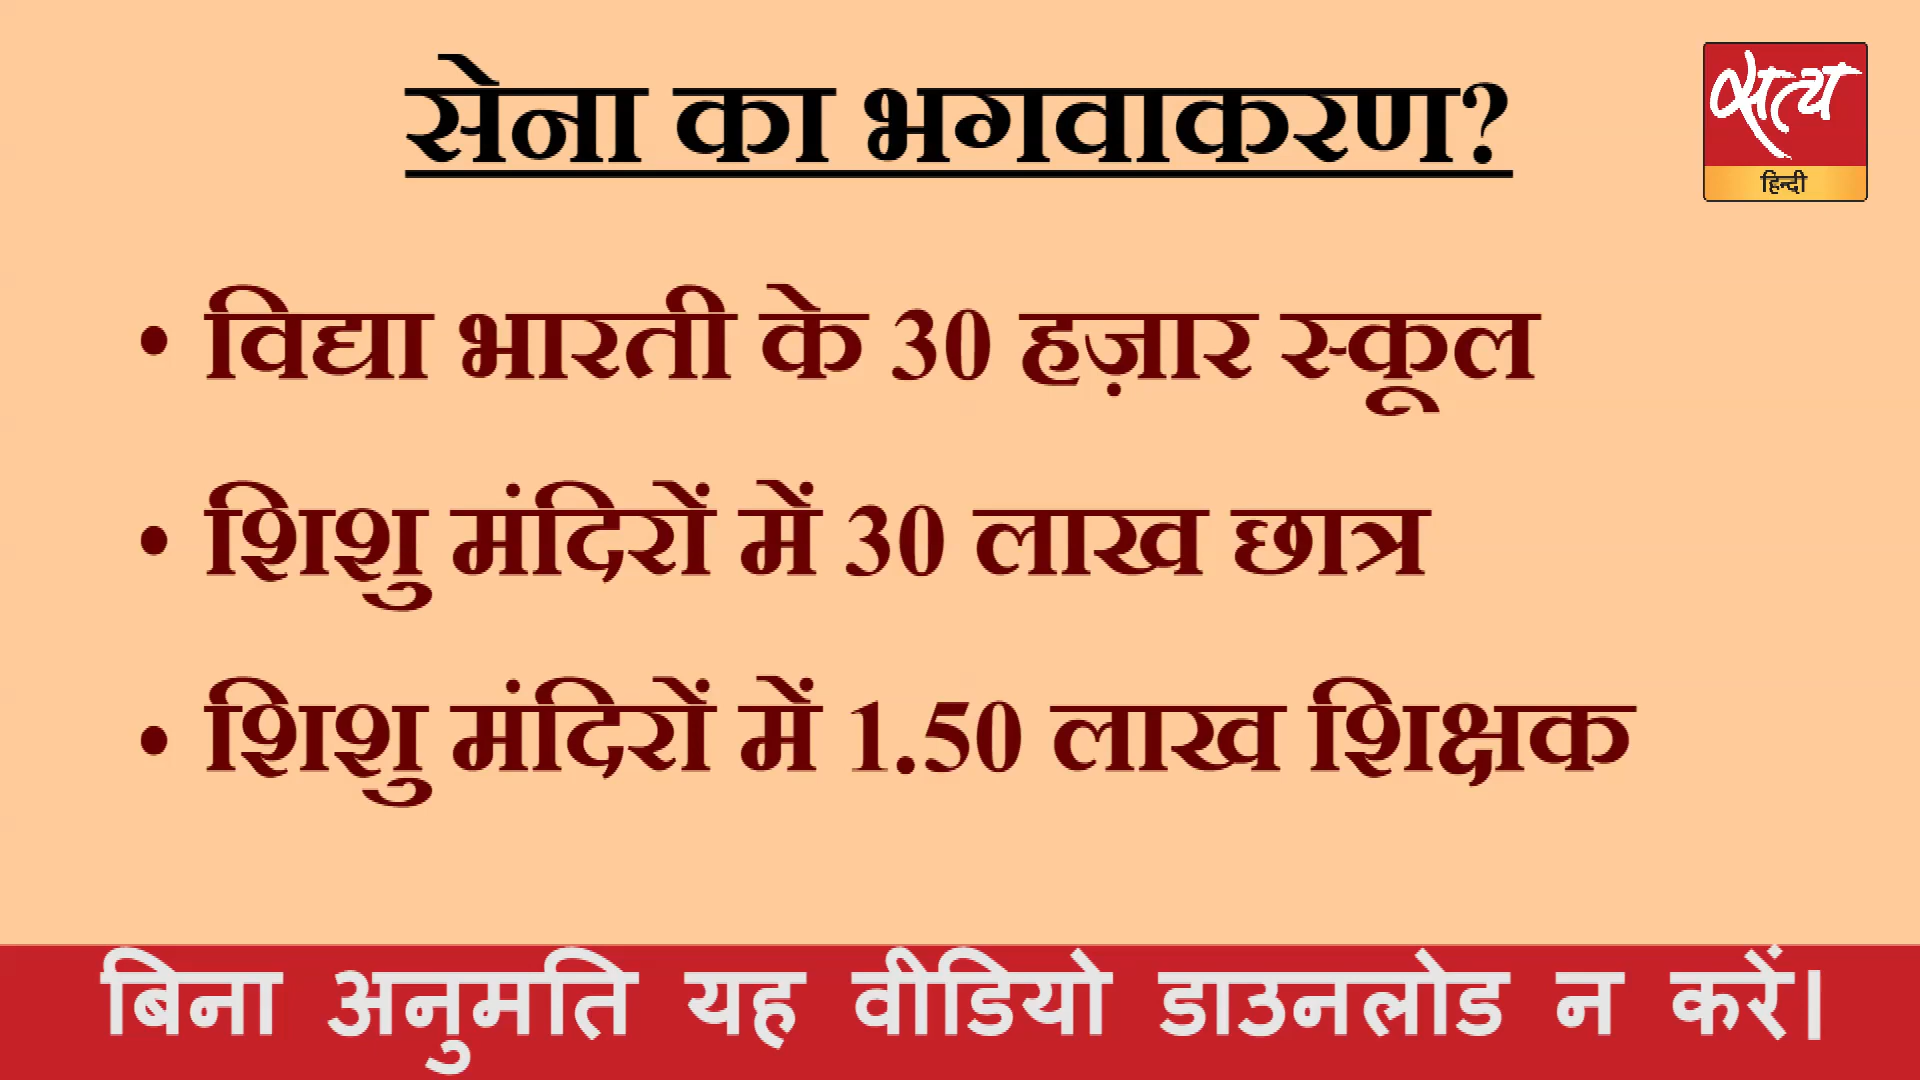 सेना का भगवाकरण?
सत्य
हिन्दी
• विद्या भारती के 30 हज़ार स्कूल
• शिशु मंदिरों में 30 लाख छात्र
• शिशु मंदिरों में 1.50 लाख शिक्षक
बिना अनुमति यह वीडियो डाउनलोड न करें।